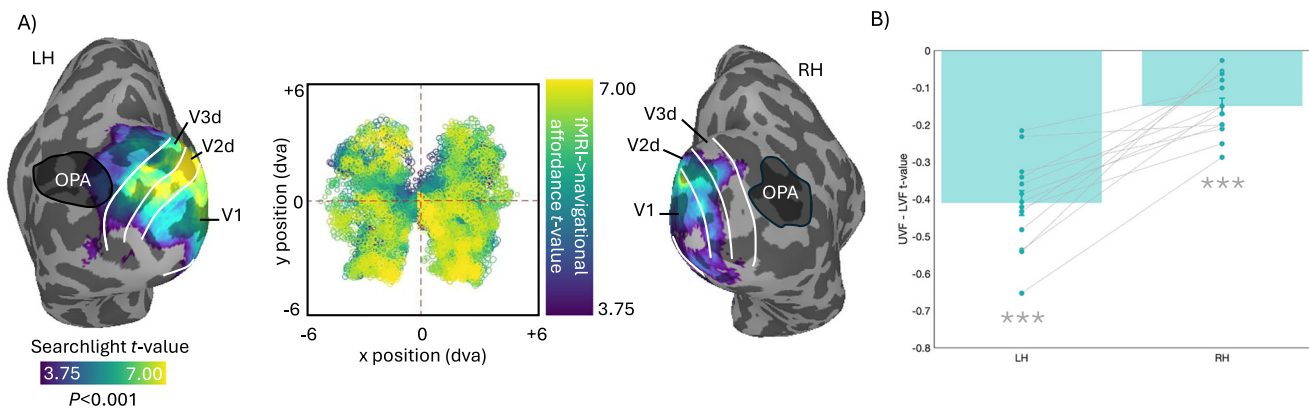 A)
LH
V3d
V2d
OPA
V1
Searchlight t-value
3.75 7.00
P<0.001
+6
0
-6
y position (dva)
-6 0 +6
x position (dva)
7.00
fMRI->navigational
affordance t-value
3.75
RH
V3d
V2d
OPA
V1
B)
0
-0.1
-0.2
-0.3
-0.4
-0.5
-0.6
-0.7
-0.8
UVF - LVF t-value
***
***
LH RH